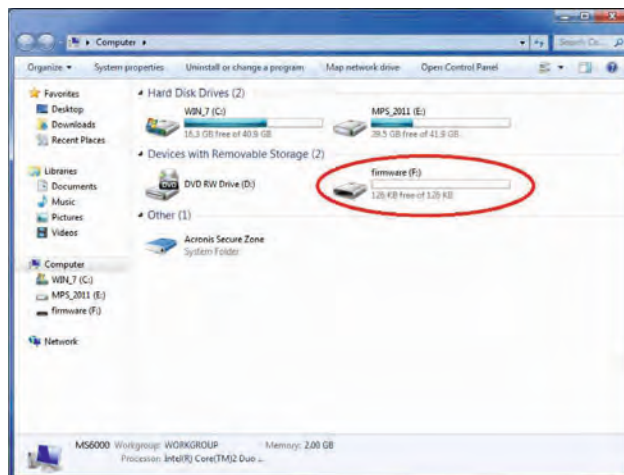 Computer
Search Co...
Organize
System properties
Uninstall or change a program
Map network drive
Open Control Panel
Favorites
Desktop
Downloads
Recent Places
Libraries
Documents
Music
Pictures
Videos
Computer
WIN_7 (C:)
MPS_2011 (E:)
firmware (F:)
Network
Hard Disk Drives (2)
WIN_7 (C:)
16.3 GB free of 40.9 GB
MPS_2011 (E:)
39.5 GB free of 41.9 GB
Devices with Removable Storage (2)
DVD
DVD RW Drive (D:)
firmware (F:)
126 KB free of 126 KB
Other (1)
Acronis Secure Zone
System Folder
MS6000 Workgroup: WORKGROUP Memory: 2.00 GB
Processor: Intel(R) Core(TM)2 Duo ...